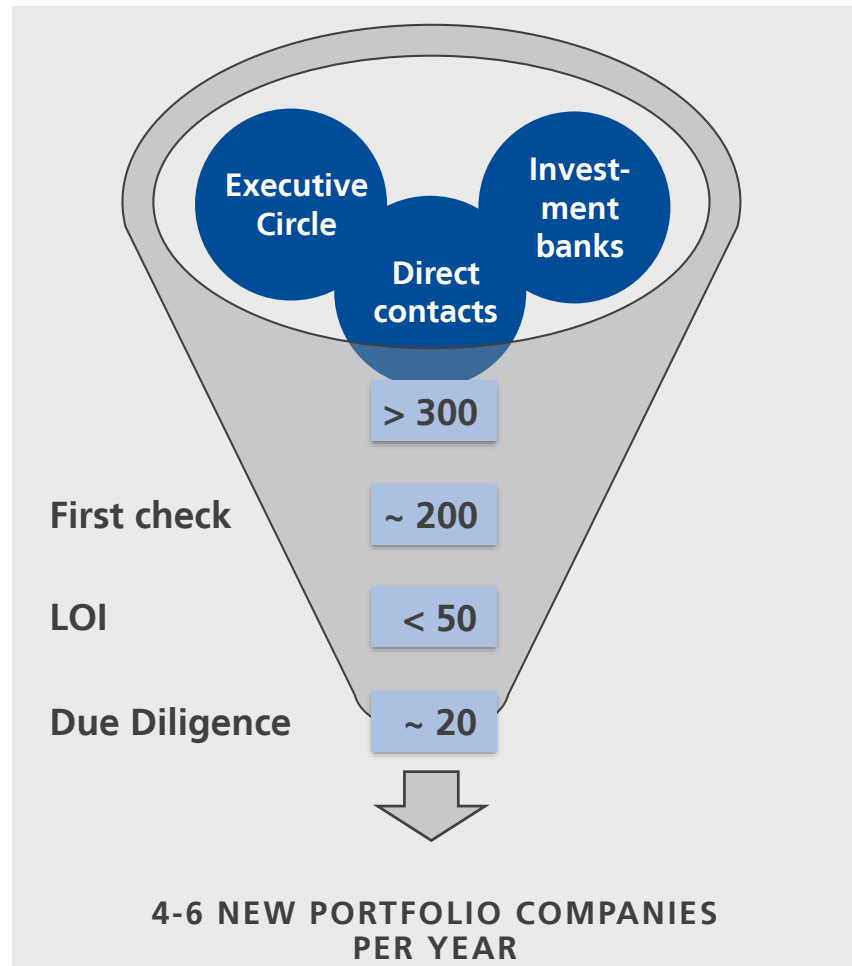 Executive
Circle
Invest-
ment
banks
Direct
contacts
> 300
First check
~ 200
LOI
< 50
Due Diligence
~ 20
4-6 NEW PORTFOLIO COMPANIES
PER YEAR